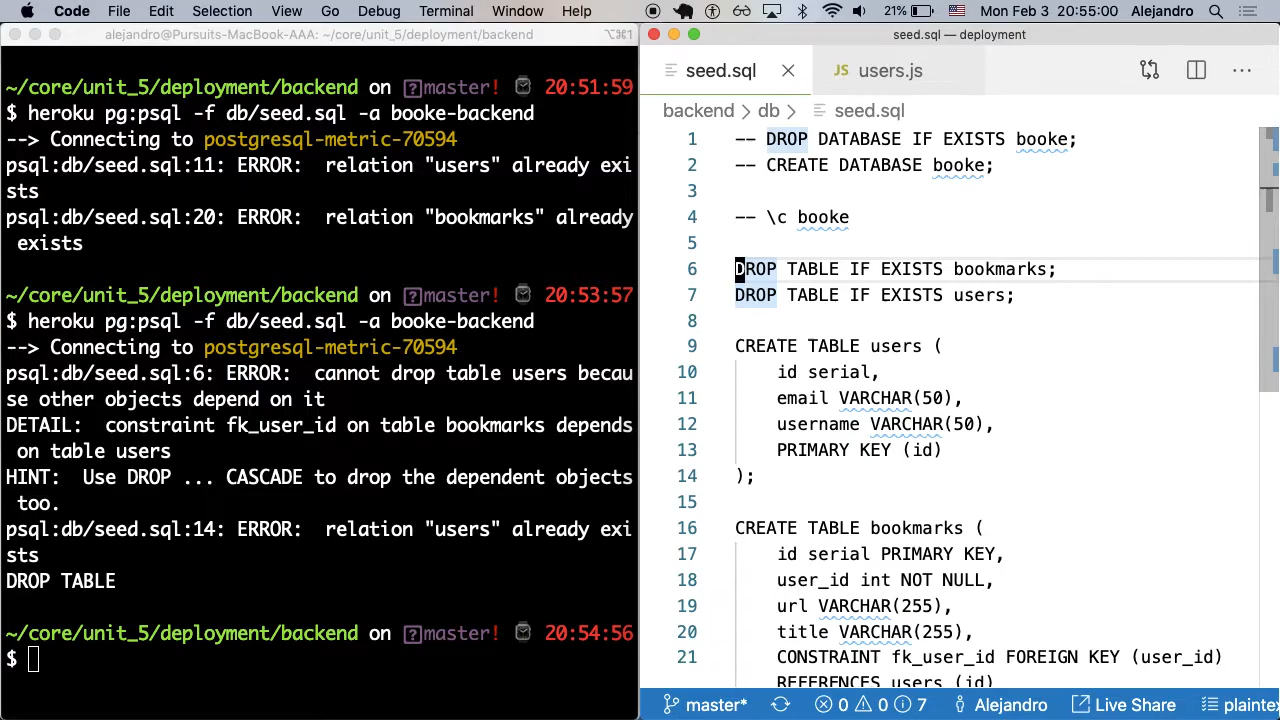 Code File Edit Selection View Go Debug Terminal Window Help 21% Mon Feb 3 20:55:00 Alejandro
alejandro@Pursuits-MacBook-AAA: ~/core/unit_5/deployment/backend ⌥⌘1
~/core/unit_5/deployment/backend on master! 20:51:59
$ heroku pg:psql -f db/seed.sql -a booke-backend
--> Connecting to postgresql-metric-70594
psql:db/seed.sql:11: ERROR:  relation "users" already exi
sts
psql:db/seed.sql:20: ERROR:  relation "bookmarks" already
 exists
~/core/unit_5/deployment/backend on master! 20:53:57
$ heroku pg:psql -f db/seed.sql -a booke-backend
--> Connecting to postgresql-metric-70594
psql:db/seed.sql:6: ERROR:  cannot drop table users becau
se other objects depend on it
DETAIL:  constraint fk_user_id on table bookmarks depends
 on table users
HINT:  Use DROP ... CASCADE to drop the dependent objects
 too.
psql:db/seed.sql:14: ERROR:  relation "users" already exi
sts
DROP TABLE
~/core/unit_5/deployment/backend on master! 20:54:56
$
seed.sql — deployment
seed.sql JS users.js
backend > db > seed.sql
1 -- DROP DATABASE IF EXISTS booke;
2 -- CREATE DATABASE booke;
3
4 -- \c booke
5
6 DROP TABLE IF EXISTS bookmarks;
7 DROP TABLE IF EXISTS users;
8
9 CREATE TABLE users (
10 id serial,
11 email VARCHAR(50),
12 username VARCHAR(50),
13 PRIMARY KEY (id)
14 );
15
16 CREATE TABLE bookmarks (
17 id serial PRIMARY KEY,
18 user_id int NOT NULL,
19 url VARCHAR(255),
20 title VARCHAR(255),
21 CONSTRAINT fk_user_id FOREIGN KEY (user_id)
REFERENCES users (id)
master* 0 0 7 Alejandro Live Share plaintex